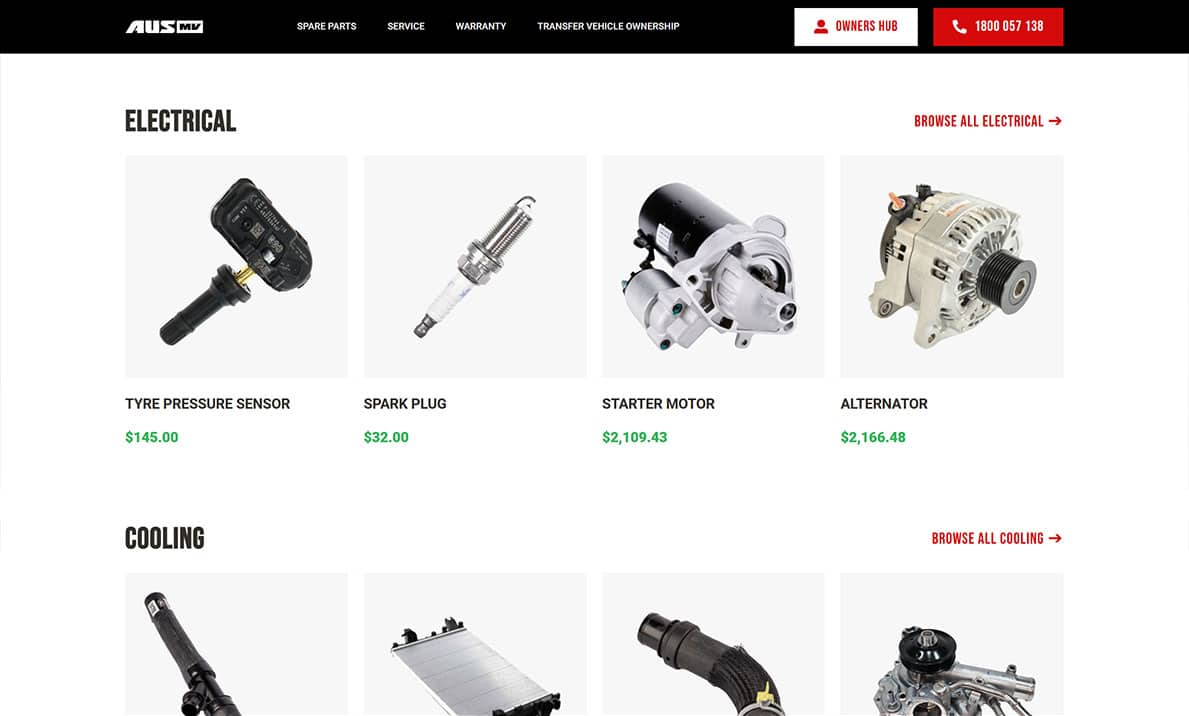 AUSMV
SPARE PARTS
SERVICE
WARRANTY
TRANSFER VEHICLE OWNERSHIP
OWNERS HUB
1800 057 138
ELECTRICAL
BROWSE ALL ELECTRICAL →
TYRE PRESSURE SENSOR
$145.00
SPARK PLUG
$32.00
STARTER MOTOR
$2,109.43
ALTERNATOR
$2,166.48
COOLING
BROWSE ALL COOLING →